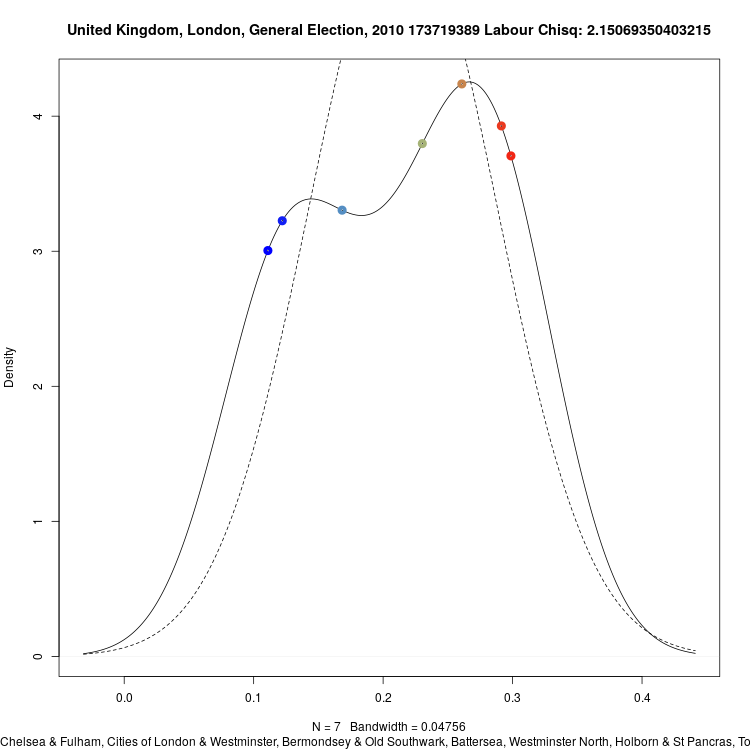 United Kingdom, London, General Election, 2010 173719389 Labour Chisq: 2.15069350403215
Density
4
3
2
1
0
0.0 0.1 0.2 0.3 0.4
N = 7 Bandwidth = 0.04756
Chelsea & Fulham, Cities of London & Westminster, Bermondsey & Old Southwark, Battersea, Westminster North, Holborn & St Pancras, To